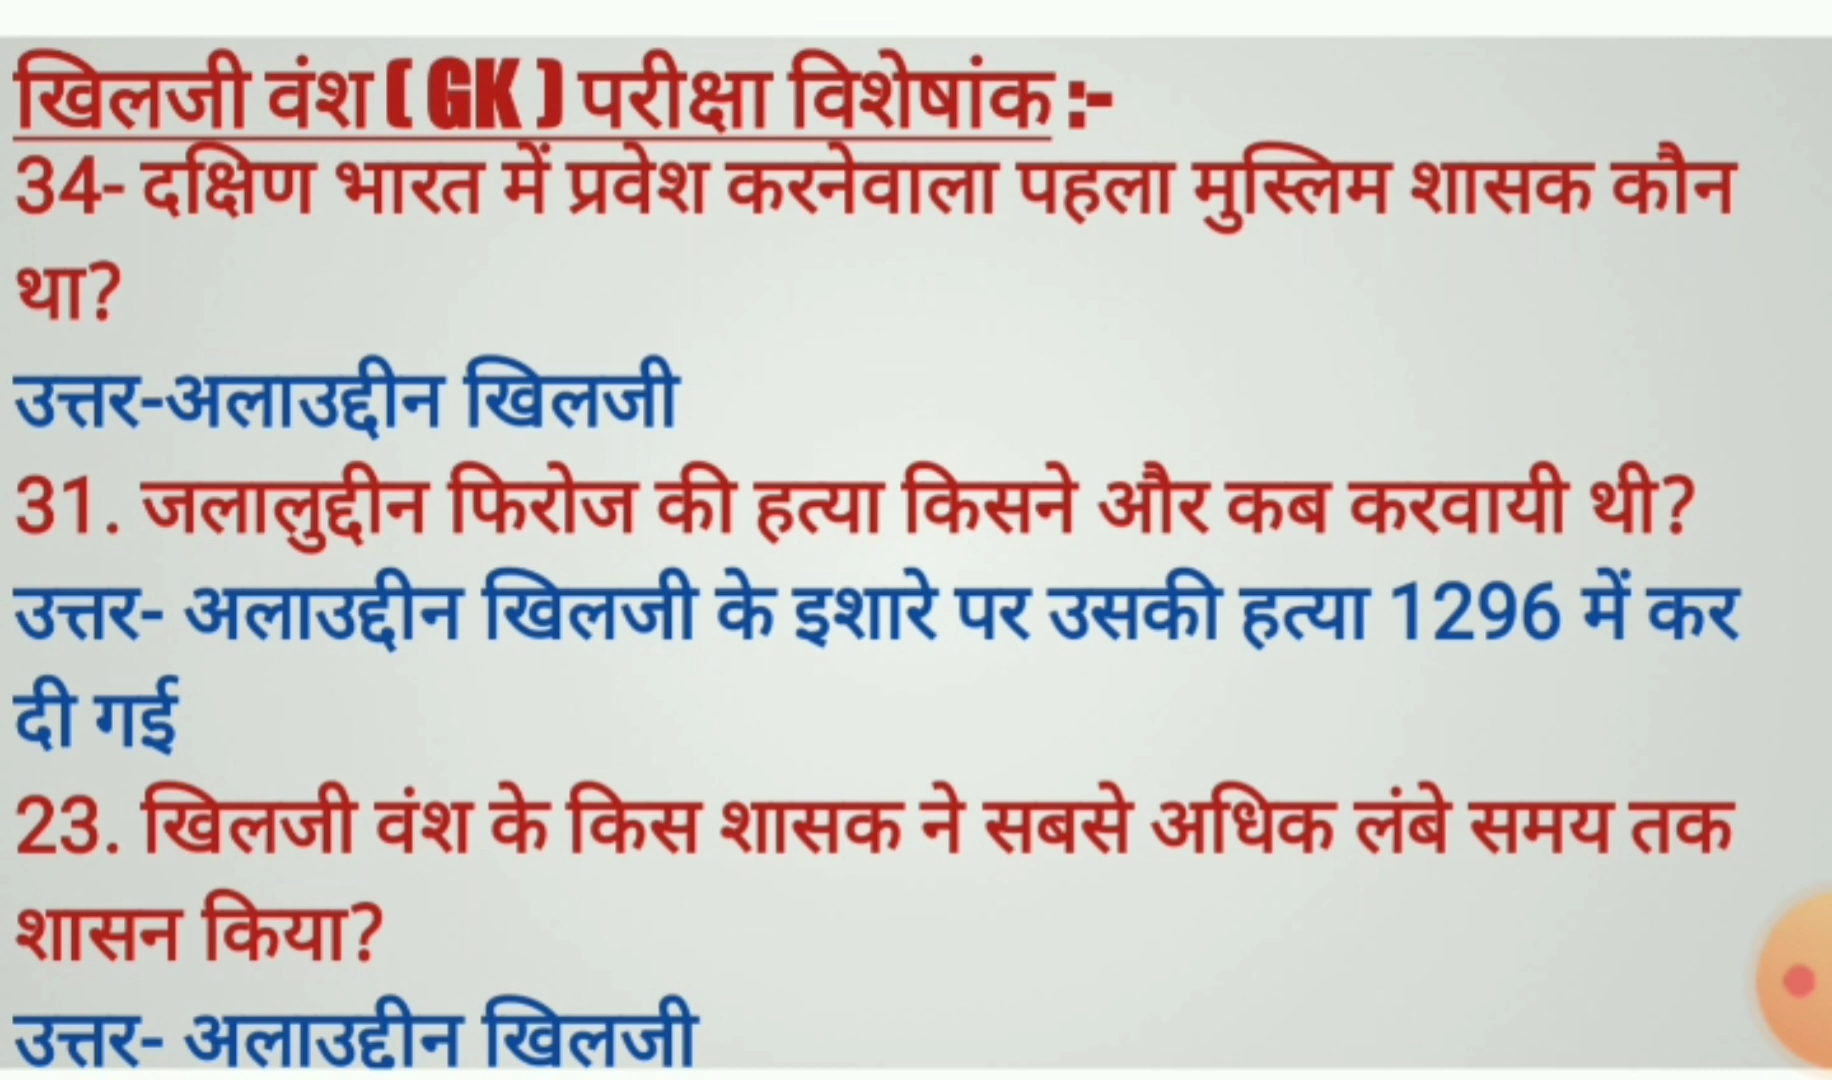 खिलजी वंश ( GK ) परीक्षा विशेषांक :-
34- दक्षिण भारत में प्रवेश करनेवाला पहला मुस्लिम शासक कौन
था?
उत्तर-अलाउद्दीन खिलजी
31. जलालुद्दीन फिरोज की हत्या किसने और कब करवायी थी?
उत्तर- अलाउद्दीन खिलजी के इशारे पर उसकी हत्या 1296 में कर
दी गई
23. खिलजी वंश के किस शासक ने सबसे अधिक लंबे समय तक
शासन किया?
उत्तर- अलाउद्दीन खिलजी